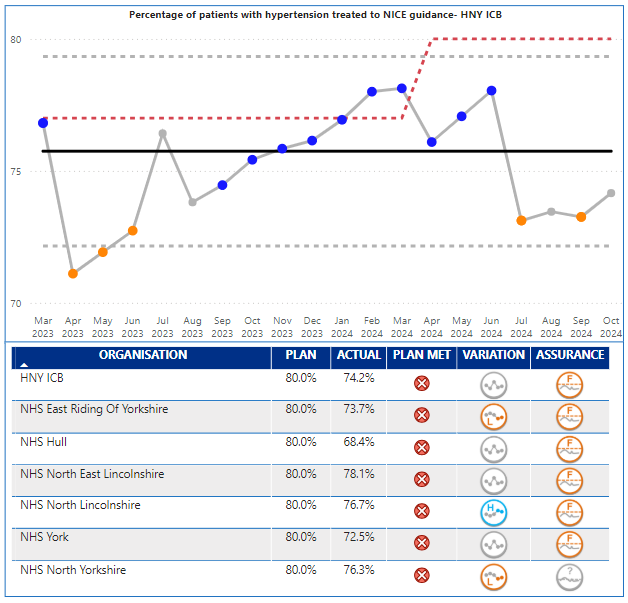 Percentage of patients with hypertension treated to NICE guidance- HNY ICB
80
75
70
Mar 2023 Apr 2023 May 2023 Jun 2023 Jul 2023 Aug 2023 Sep 2023 Oct 2023 Nov 2023 Dec 2023 Jan 2024 Feb 2024 Mar 2024 Apr 2024 May 2024 Jun 2024 Jul 2024 Aug 2024 Sep 2024 Oct 2024
ORGANISATION PLAN ACTUAL PLAN MET VARIATION ASSURANCE
HNY ICB 80.0% 74.2% F
NHS East Riding Of Yorkshire 80.0% 73.7% L F
NHS Hull 80.0% 68.4% F
NHS North East Lincolnshire 80.0% 78.1% F
NHS North Lincolnshire 80.0% 76.7% H F
NHS York 80.0% 72.5% F
NHS North Yorkshire 80.0% 76.3% L ?